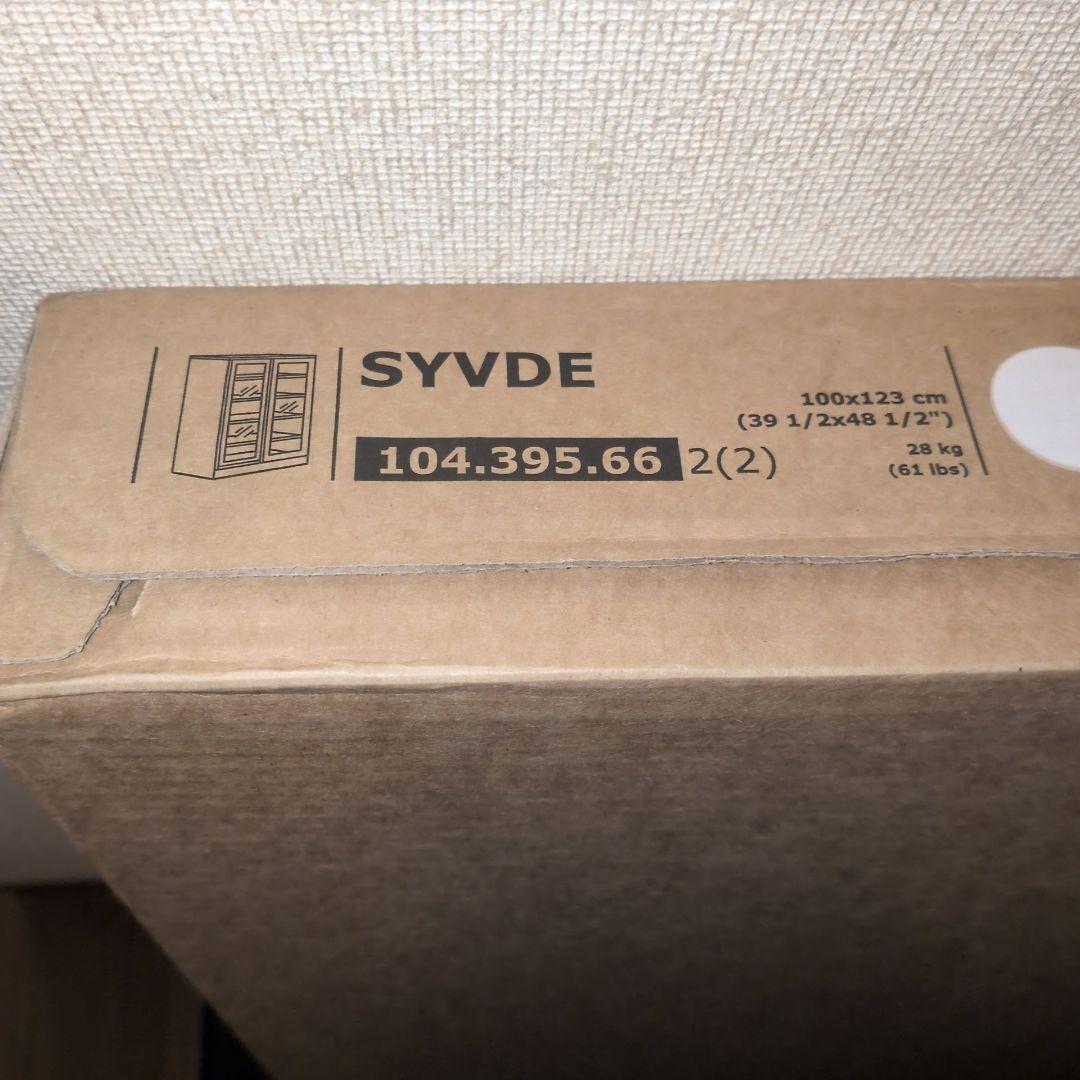 SYVDE
104.395.66 2(2)
100x123 cm
(39 1/2x48 1/2")
28 kg
(61 lbs)